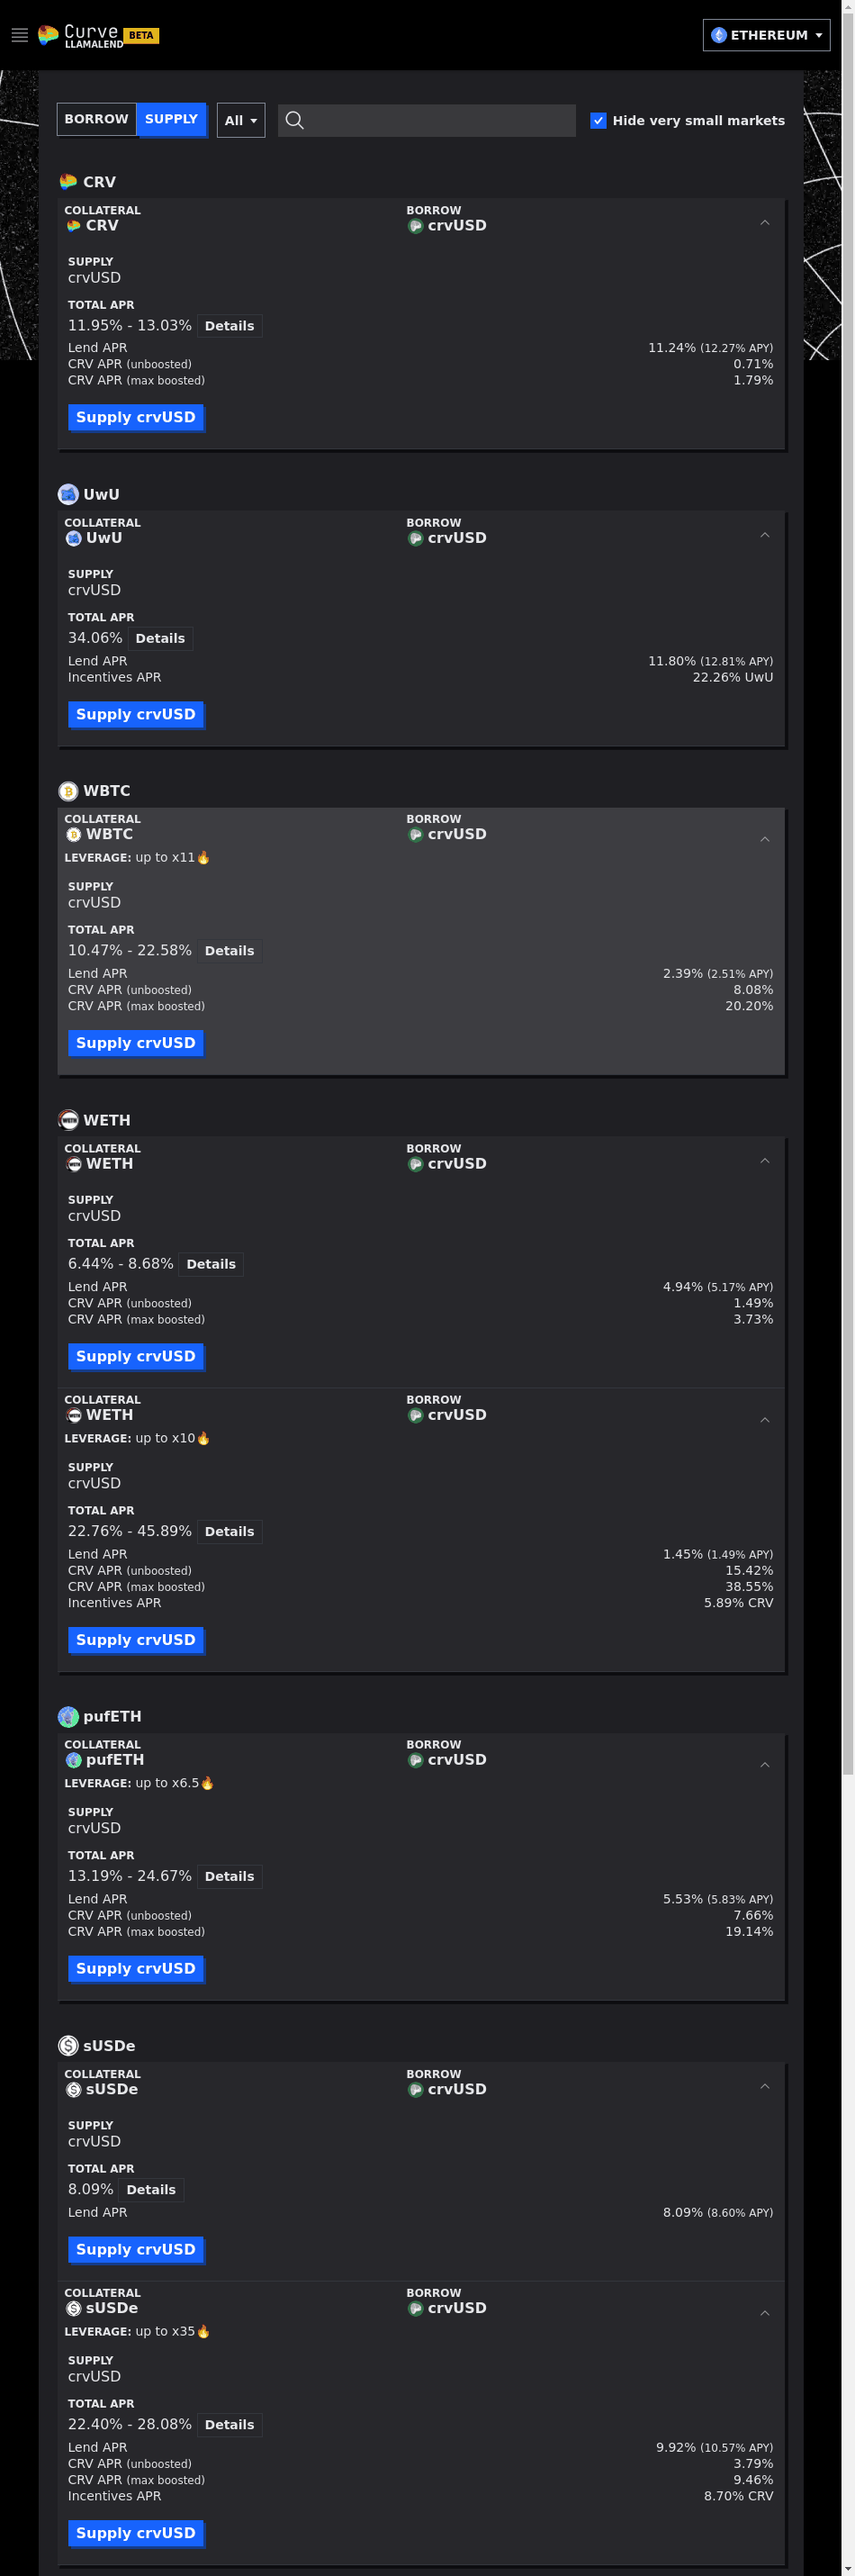 Curve
LLAMALEND BETA
ETHEREUM
BORROW SUPPLY All Hide very small markets
CRV
COLLATERAL BORROW
CRV crvUSD
SUPPLY
crvUSD
TOTAL APR
11.95% - 13.03% Details
Lend APR 11.24% (12.27% APY)
CRV APR (unboosted) 0.71%
CRV APR (max boosted) 1.79%
Supply crvUSD
UwU
COLLATERAL BORROW
UwU crvUSD
SUPPLY
crvUSD
TOTAL APR
34.06% Details
Lend APR 11.80% (12.81% APY)
Incentives APR 22.26% UwU
Supply crvUSD
WBTC
COLLATERAL BORROW
WBTC crvUSD
LEVERAGE: up to x11🔥
SUPPLY
crvUSD
TOTAL APR
10.47% - 22.58% Details
Lend APR 2.39% (2.51% APY)
CRV APR (unboosted) 8.08%
CRV APR (max boosted) 20.20%
Supply crvUSD
WETH
COLLATERAL BORROW
WETH crvUSD
SUPPLY
crvUSD
TOTAL APR
6.44% - 8.68% Details
Lend APR 4.94% (5.17% APY)
CRV APR (unboosted) 1.49%
CRV APR (max boosted) 3.73%
Supply crvUSD
COLLATERAL BORROW
WETH crvUSD
LEVERAGE: up to x10🔥
SUPPLY
crvUSD
TOTAL APR
22.76% - 45.89% Details
Lend APR 1.45% (1.49% APY)
CRV APR (unboosted) 15.42%
CRV APR (max boosted) 38.55%
Incentives APR 5.89% CRV
Supply crvUSD
pufETH
COLLATERAL BORROW
pufETH crvUSD
LEVERAGE: up to x6.5🔥
SUPPLY
crvUSD
TOTAL APR
13.19% - 24.67% Details
Lend APR 5.53% (5.83% APY)
CRV APR (unboosted) 7.66%
CRV APR (max boosted) 19.14%
Supply crvUSD
sUSDe
COLLATERAL BORROW
sUSDe crvUSD
SUPPLY
crvUSD
TOTAL APR
8.09% Details
Lend APR 8.09% (8.60% APY)
Supply crvUSD
COLLATERAL BORROW
sUSDe crvUSD
LEVERAGE: up to x35🔥
SUPPLY
crvUSD
TOTAL APR
22.40% - 28.08% Details
Lend APR 9.92% (10.57% APY)
CRV APR (unboosted) 3.79%
CRV APR (max boosted) 9.46%
Incentives APR 8.70% CRV
Supply crvUSD